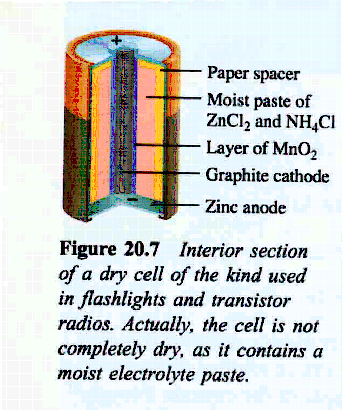 +
Paper spacer
Moist paste of
ZnCl₂ and NH₄Cl
Layer of MnO₂
Graphite cathode
−
Zinc anode
Figure 20.7 Interior section
of a dry cell of the kind used
in flashlights and transistor
radios. Actually, the cell is not
completely dry, as it contains a
moist electrolyte paste.